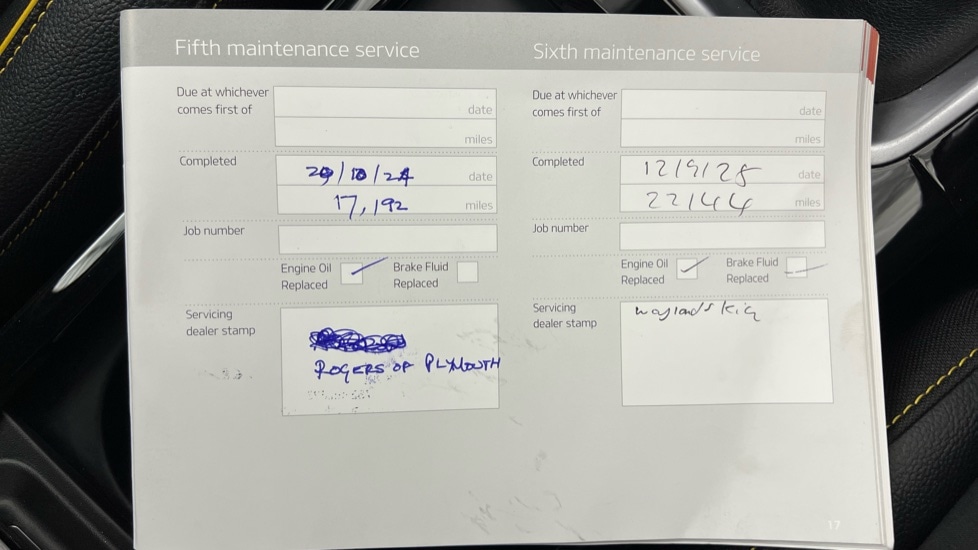 Fifth maintenance service
Due at whichever
comes first of
date
miles
Completed
29/10/24 date
17,192 miles
Job number
Engine Oil
Replaced
Brake Fluid
Replaced
Servicing
dealer stamp
ROGERS OF PLYMOUTH
Sixth maintenance service
Due at whichever
comes first of
date
miles
Completed
12/9/25 date
22144 miles
Job number
Engine Oil
Replaced
Brake Fluid
Replaced
Servicing
dealer stamp
Waylands Kia
17